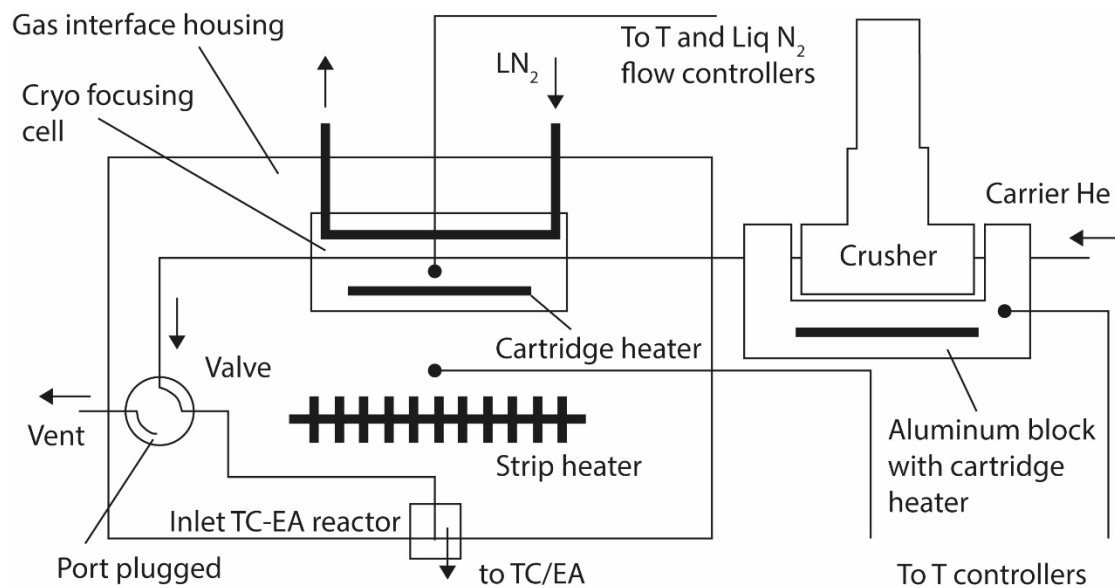 Gas interface housing
To T and Liq N2
flow controllers
LN2
Cryo focusing
cell
Carrier He
Crusher
Cartridge heater
Valve
Vent
Aluminum block
with cartridge
heater
Strip heater
Inlet TC-EA reactor
Port plugged
to TC/EA
To T controllers